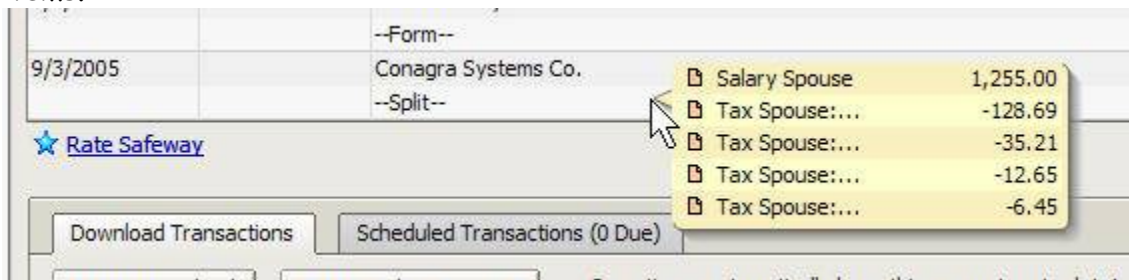 --Form--
9/3/2005 Conagra Systems Co.
--Split--
Salary Spouse 1,255.00
Tax Spouse:... -128.69
Tax Spouse:... -35.21
Tax Spouse:... -12.65
Tax Spouse:... -6.45
Rate Safeway
Download Transactions Scheduled Transactions (0 Due)